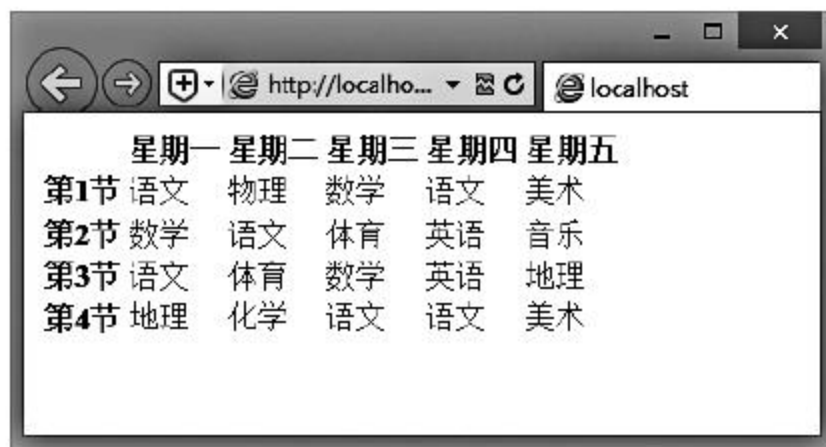 http://localho...
localhost
星期一 星期二 星期三 星期四 星期五
第1节 语文 物理 数学 语文 美术
第2节 数学 语文 体育 英语 音乐
第3节 语文 体育 数学 英语 地理
第4节 地理 化学 语文 语文 美术